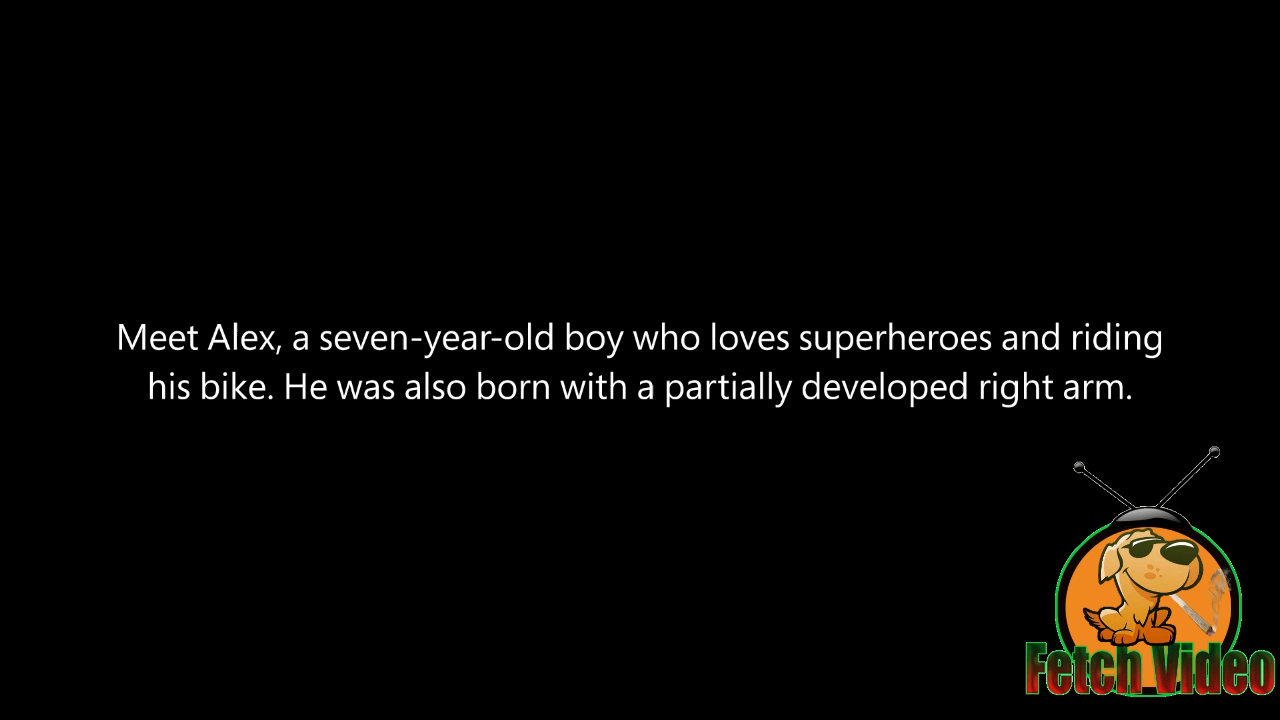 Meet Alex, a seven-year-old boy who loves superheroes and riding
his bike. He was also born with a partially developed right arm.
Fetch Video